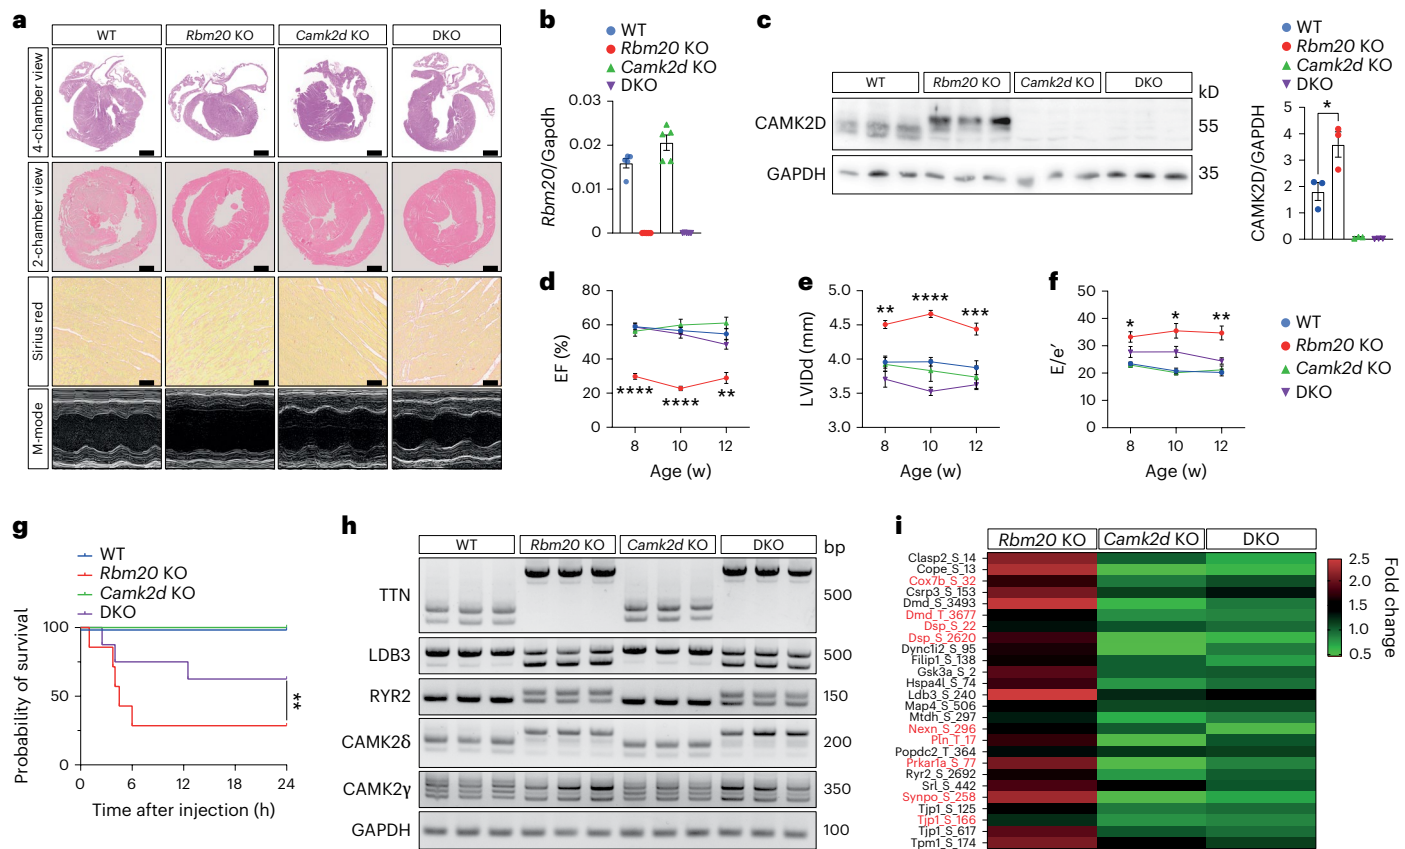 a
WT
Rbm20 KO
Camk2d KO
DKO
4-chamber view
2-chamber view
Sirius red
M-mode
b
WT
Rbm20 KO
Camk2d KO
DKO
Rbm20/Gapdh
0.03
0.02
0.01
0
c
WT
Rbm20 KO
Camk2d KO
DKO
kD
CAMK2D
55
GAPDH
35
WT
Rbm20 KO
Camk2d KO
DKO
CAMK2D/GAPDH
5
4
3
2
1
0
*
d
EF (%)
80
60
40
20
0
****
****
**
8
10
12
Age (w)
e
LVIDd (mm)
5.0
4.5
4.0
3.5
3.0
**
****
***
8
10
12
Age (w)
f
E/e′
50
40
30
20
10
0
*
*
**
8
10
12
Age (w)
WT
Rbm20 KO
Camk2d KO
DKO
g
WT
Rbm20 KO
Camk2d KO
DKO
Probability of survival
100
50
0
**
0
6
12
18
24
Time after injection (h)
h
WT
Rbm20 KO
Camk2d KO
DKO
bp
TTN
500
LDB3
500
RYR2
150
CAMK2δ
200
CAMK2γ
350
GAPDH
100
i
Rbm20 KO
Camk2d KO
DKO
Clasp2_S_14
Cope_S_13
Cox7b_S_32
Csrp3_S_153
Dmd_S_3493
Dmd_T_3677
Dsp_S_22
Dsp_S_2620
Dync1i2_S_95
Filip1_S_138
Gsk3a_S_2
Hspa4l_S_74
Ldb3_S_240
Map4_S_506
Mtdh_S_297
Nexn_S_296
Pln_T_17
Popdc2_T_364
Prkar1a_S_77
Ryr2_S_2692
Srl_S_442
Synpo_S_258
Tjp1_S_125
Tjp1_S_166
Tjp1_S_617
Tpm1_S_174
2.5
2.0
1.5
1.0
0.5
Fold change